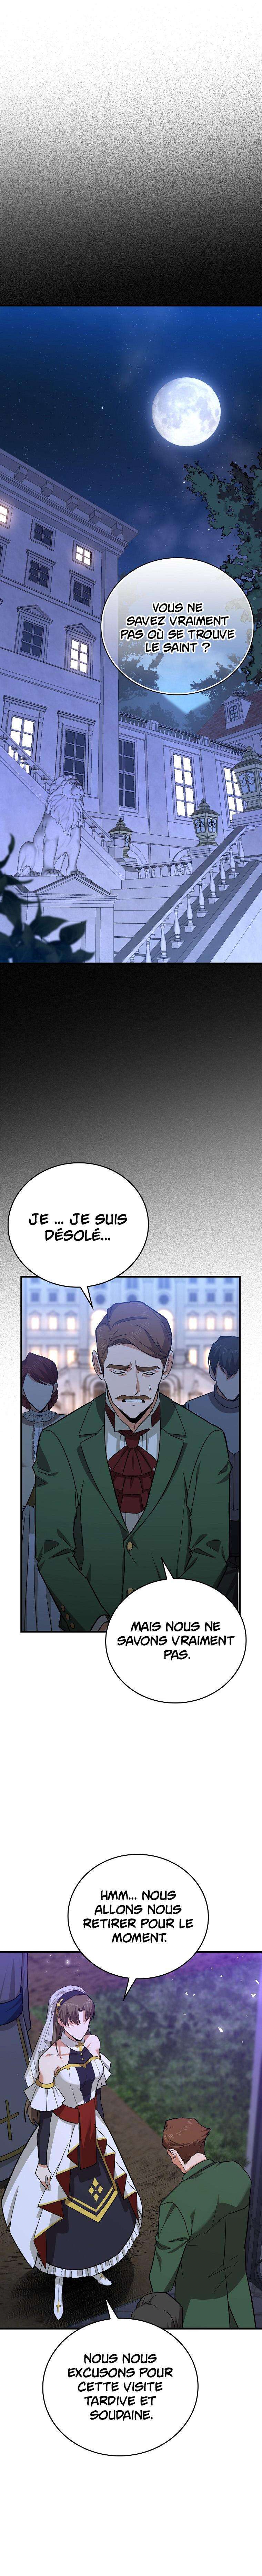 VOUS NE
SAVEZ VRAIMENT
PAS OÙ SE TROUVE
LE SAINT ?
JE ... JE SUIS
DÉSOLÉ...
MAIS NOUS NE
SAVONS VRAIMENT
PAS.
HMM... NOUS
ALLONS NOUS
RETIRER POUR LE
MOMENT.
NOUS NOUS
EXCUSONS POUR
CETTE VISITE
TARDIVE ET
SOUDAINE.